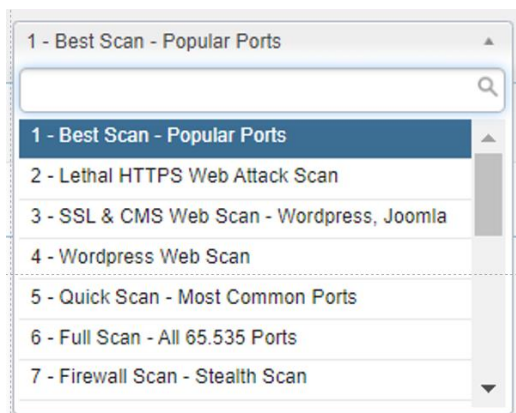 1 - Best Scan - Popular Ports
1 - Best Scan - Popular Ports
2 - Lethal HTTPS Web Attack Scan
3 - SSL & CMS Web Scan - Wordpress, Joomla
4 - Wordpress Web Scan
5 - Quick Scan - Most Common Ports
6 - Full Scan - All 65.535 Ports
7 - Firewall Scan - Stealth Scan